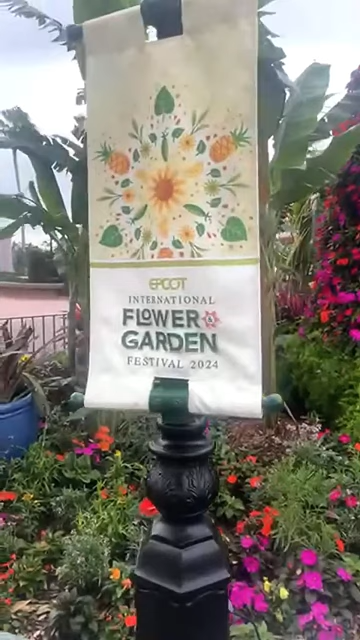 EPCOT
INTERNATIONAL
FLOWER &
GARDEN
FESTIVAL 2024